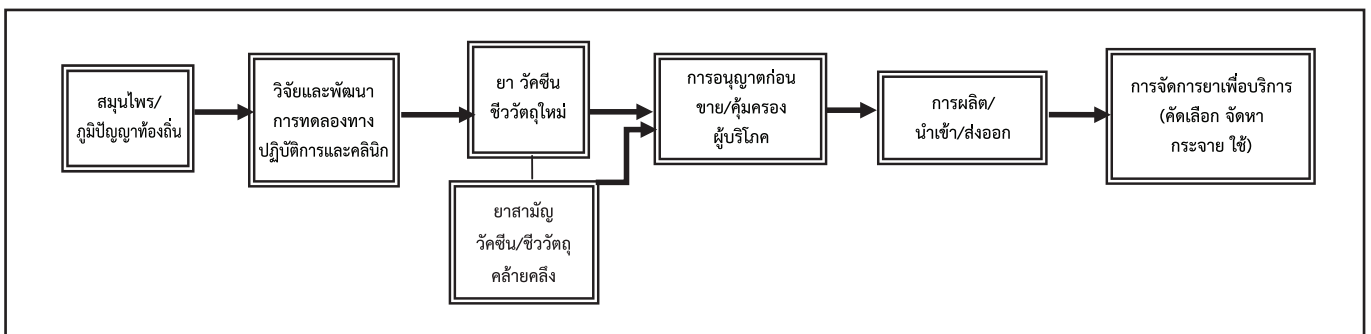 สมุนไพร/
ภูมิปัญญาท้องถิ่น
วิจัยและพัฒนา
การทดลองทาง
ปฏิบัติการและคลินิก
ยา วัคซีน
ชีววัตถุใหม่
ยาสามัญ
วัคซีน/ชีววัตถุ
คล้ายคลึง
การอนุญาตก่อน
ขาย/คุ้มครอง
ผู้บริโภค
การผลิต/
นำเข้า/ส่งออก
การจัดการยาเพื่อบริการ
(คัดเลือก จัดหา
กระจาย ใช้)